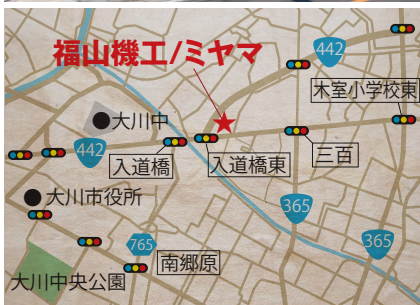 福山機工/ミヤマ
442
木室小学校東
大川中
442
入道橋
入道橋東
三百
大川市役所
365
765
南郷原
365
大川中央公園